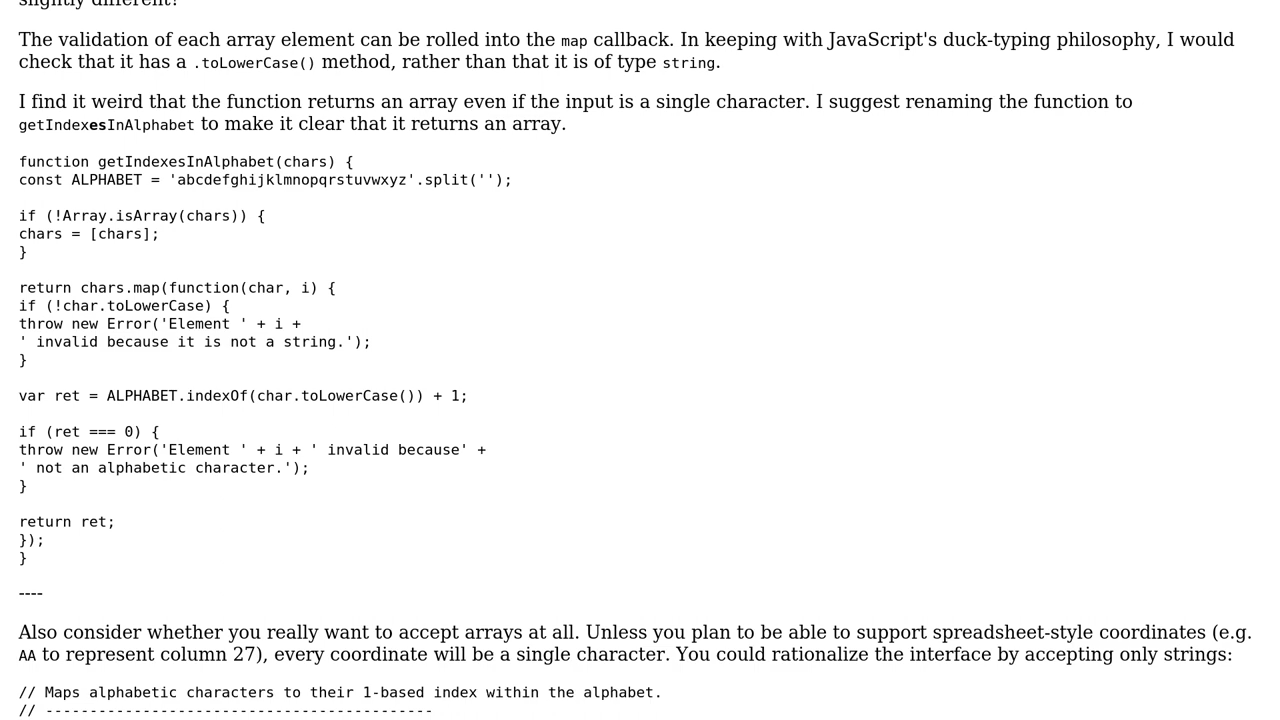 slightly different?
The validation of each array element can be rolled into the map callback. In keeping with JavaScript's duck-typing philosophy, I would
check that it has a .toLowerCase() method, rather than that it is of type string.
I find it weird that the function returns an array even if the input is a single character. I suggest renaming the function to
getIndexesInAlphabet to make it clear that it returns an array.
function getIndexesInAlphabet(chars) {
const ALPHABET = 'abcdefghijklmnopqrstuvwxyz'.split('');
if (!Array.isArray(chars)) {
chars = [chars];
}
return chars.map(function(char, i) {
if (!char.toLowerCase) {
throw new Error('Element ' + i +
' invalid because it is not a string.');
}
var ret = ALPHABET.indexOf(char.toLowerCase()) + 1;
if (ret === 0) {
throw new Error('Element ' + i + ' invalid because' +
' not an alphabetic character.');
}
return ret;
});
}
----
Also consider whether you really want to accept arrays at all. Unless you plan to be able to support spreadsheet-style coordinates (e.g.
AA to represent column 27), every coordinate will be a single character. You could rationalize the interface by accepting only strings:
// Maps alphabetic characters to their 1-based index within the alphabet.
// --------------------------------------------